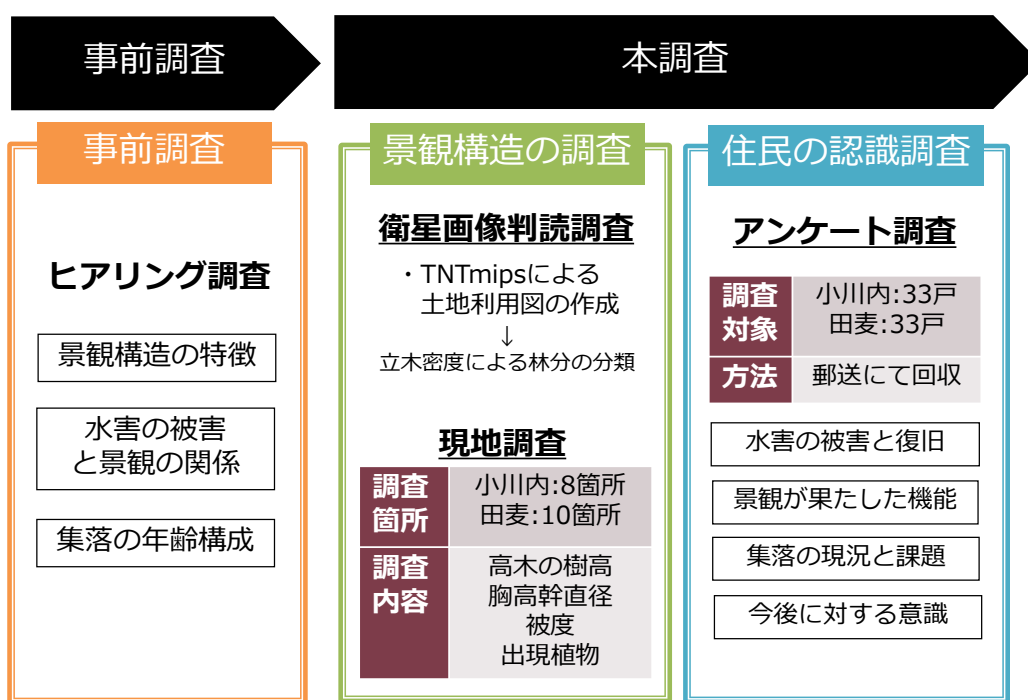 事前調査
本調査
事前調査
ヒアリング調査
景観構造の特徴
水害の被害
と景観の関係
集落の年齢構成
景観構造の調査
衛星画像判読調査
・TNTmipsによる
土地利用図の作成
↓
立木密度による林分の分類
現地調査
調査
箇所
小川内:8箇所
田麦:10箇所
調査
内容
高木の樹高
胸高幹直径
被度
出現植物
住民の認識調査
アンケート調査
調査
対象
小川内:33戸
田麦:33戸
方法
郵送にて回収
水害の被害と復旧
景観が果たした機能
集落の現況と課題
今後に対する意識